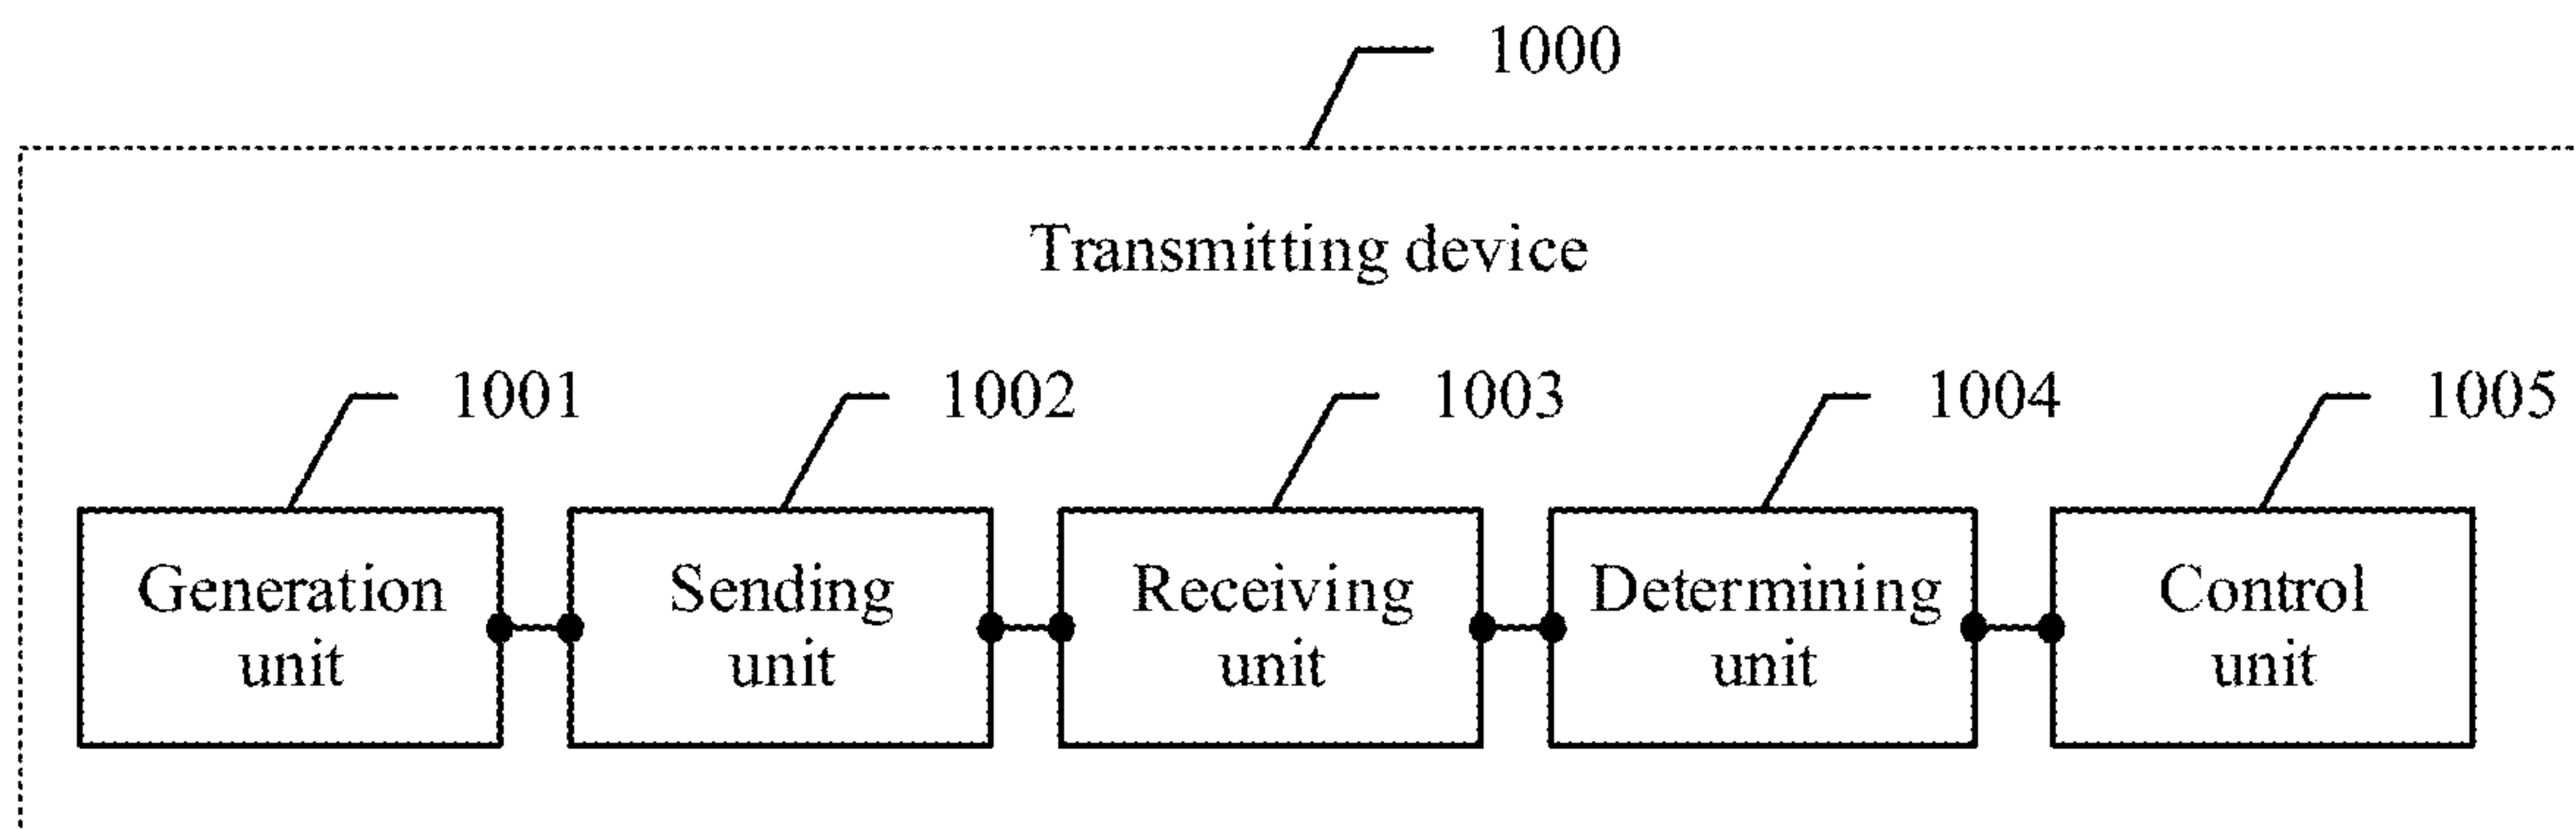 1000
Transmitting device
1001 1002 1003 1004 1005
Generation unit
Sending unit
Receiving unit
Determining unit
Control unit